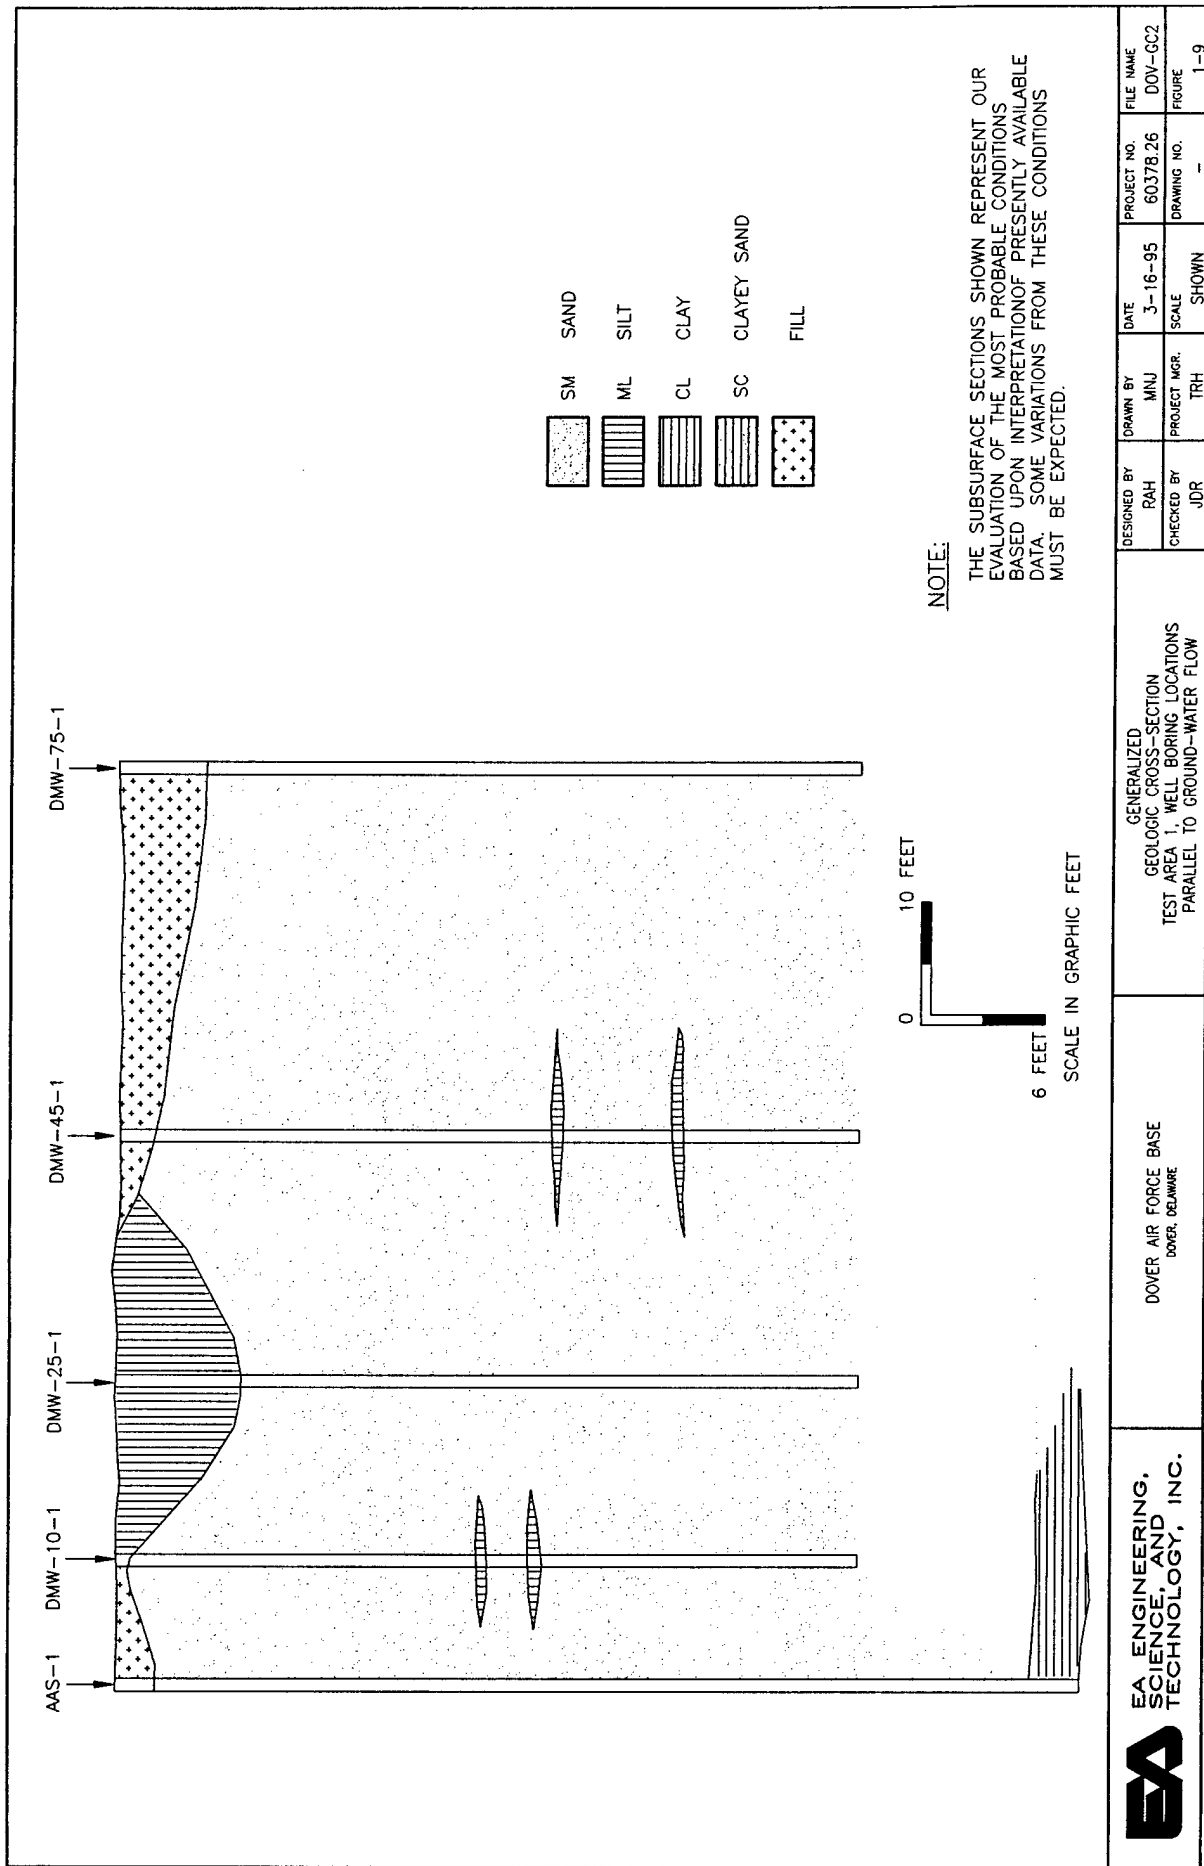 AAS-1
DMW-10-1
DMW-25-1
DMW-45-1
DMW-75-1
SM SAND
ML SILT
CL CLAY
SC CLAYEY SAND
FILL
0 10 FEET
6 FEET
SCALE IN GRAPHIC FEET
NOTE:
THE SUBSURFACE SECTIONS SHOWN REPRESENT OUR
EVALUATION OF THE MOST PROBABLE CONDITIONS
BASED UPON INTERPRETATIONOF PRESENTLY AVAILABLE
DATA. SOME VARIATIONS FROM THESE CONDITIONS
MUST BE EXPECTED.
EA
EA ENGINEERING,
SCIENCE, AND
TECHNOLOGY, INC.
DOVER AIR FORCE BASE
DOVER, DELAWARE
GENERALIZED
GEOLOGIC CROSS-SECTION
TEST AREA 1, WELL BORING LOCATIONS
PARALLEL TO GROUND-WATER FLOW
DESIGNED BY
RAH
DRAWN BY
MNJ
DATE
3-16-95
PROJECT NO.
60378.26
FILE NAME
DOV-GC2
CHECKED BY
JDR
PROJECT MGR.
TRH
SCALE
SHOWN
DRAWING NO.
-
FIGURE
1-9